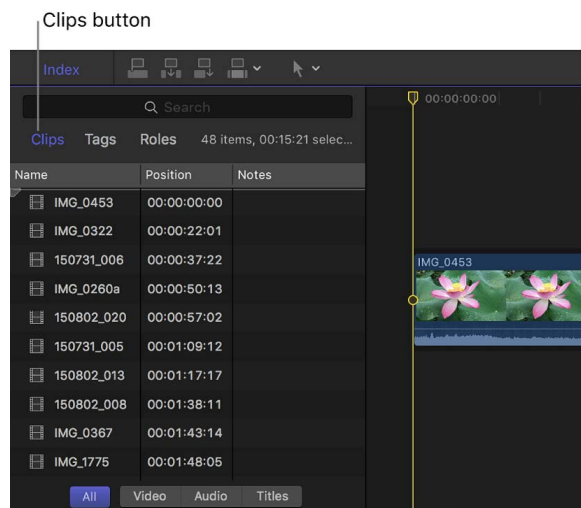 Clips button
Index
Search
00:00:00:00
Clips Tags Roles 48 items, 00:15:21 selec...
Name Position Notes
IMG_0453 00:00:00:00
IMG_0322 00:00:22:01
150731_006 00:00:37:22
IMG_0453
IMG_0260a 00:00:50:13
150802_020 00:00:57:02
150731_005 00:01:09:12
150802_013 00:01:17:17
150802_008 00:01:38:11
IMG_0367 00:01:43:14
IMG_1775 00:01:48:05
All Video Audio Titles